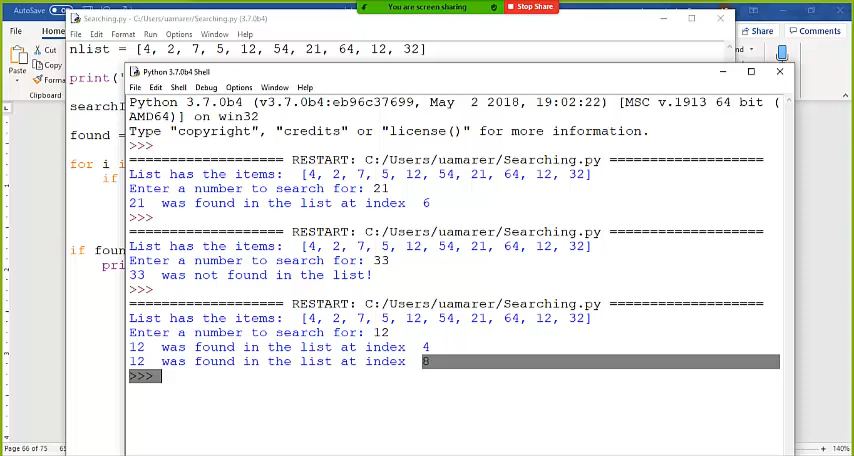 You are screen sharing Stop Share
AutoSave
Searching.py - C:/Users/uamarer/Searching.py (3.7.0b4)
File Home Share Comments
File Edit Format Run Options Window Help
Cut
Copy
Paste
Clipboard
nlist = [4, 2, 7, 5, 12, 54, 21, 64, 12, 32]
print('
found =
for i i
if
if foun
pri
Python 3.7.0b4 Shell
File Edit Shell Debug Options Window Help
Python 3.7.0b4 (v3.7.0b4:eb96c37699, May 2 2018, 19:02:22) [MSC v.1913 64 bit (
AMD64)] on win32
Type "copyright", "credits" or "license()" for more information.
>>>
=================== RESTART: C:/Users/uamarer/Searching.py ===================
List has the items: [4, 2, 7, 5, 12, 54, 21, 64, 12, 32]
Enter a number to search for: 21
21 was found in the list at index 6
>>>
=================== RESTART: C:/Users/uamarer/Searching.py ===================
List has the items: [4, 2, 7, 5, 12, 54, 21, 64, 12, 32]
Enter a number to search for: 33
33 was not found in the list!
>>>
=================== RESTART: C:/Users/uamarer/Searching.py ===================
List has the items: [4, 2, 7, 5, 12, 54, 21, 64, 12, 32]
Enter a number to search for: 12
12 was found in the list at index 4
12 was found in the list at index 8
>>>
Page 66 of 75
140%